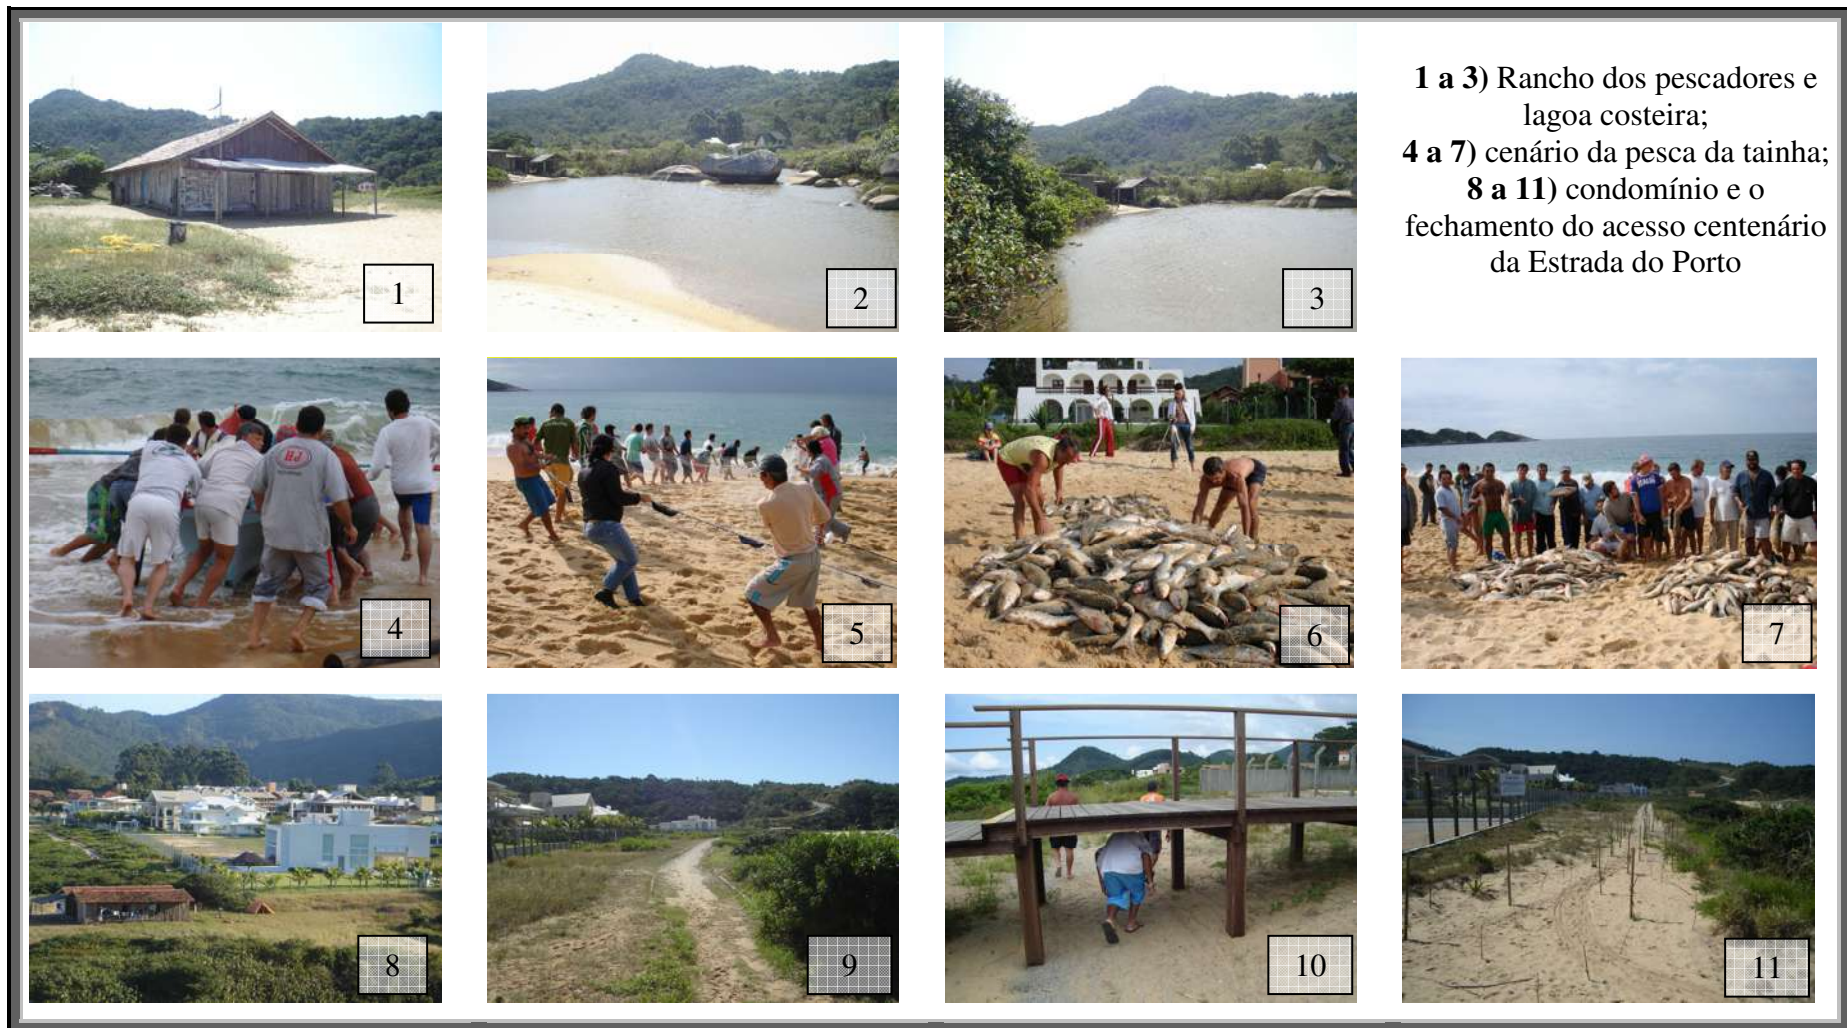 1 a 3) Rancho dos pescadores e
lagoa costeira;
4 a 7) cenário da pesca da tainha;
8 a 11) condomínio e o
fechamento do acesso centenário
da Estrada do Porto
1
2
3
4
5
6
7
8
9
10
11